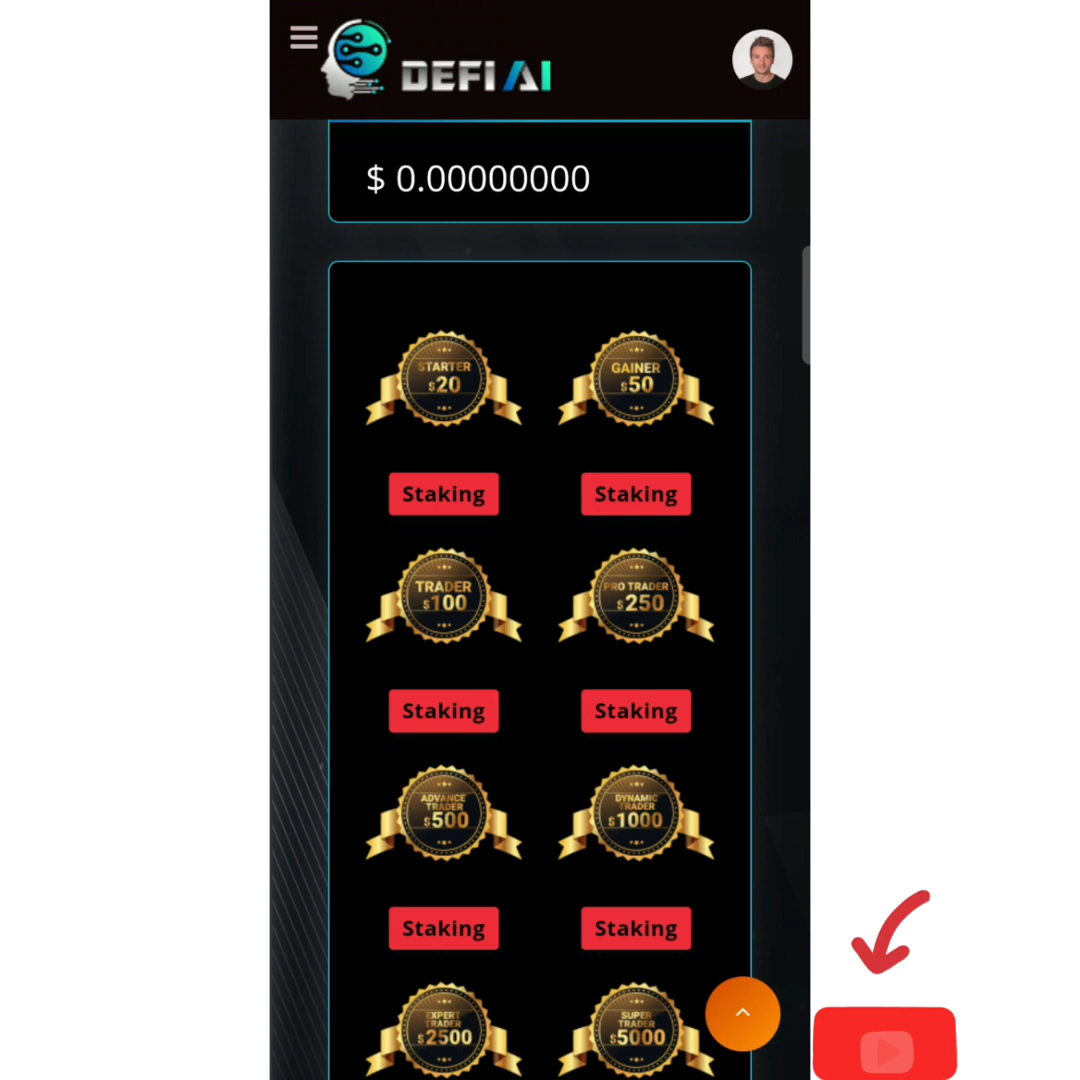 DEFI AI
$ 0.00000000
STARTER
$20
GAINER
$50
Staking
Staking
TRADER
$100
PRO TRADER
$250
Staking
Staking
ADVANCE
TRADER
$500
DYNAMIC
TRADER
$1000
Staking
Staking
EXPERT
TRADER
$2500
SUPER
TRADER
$5000